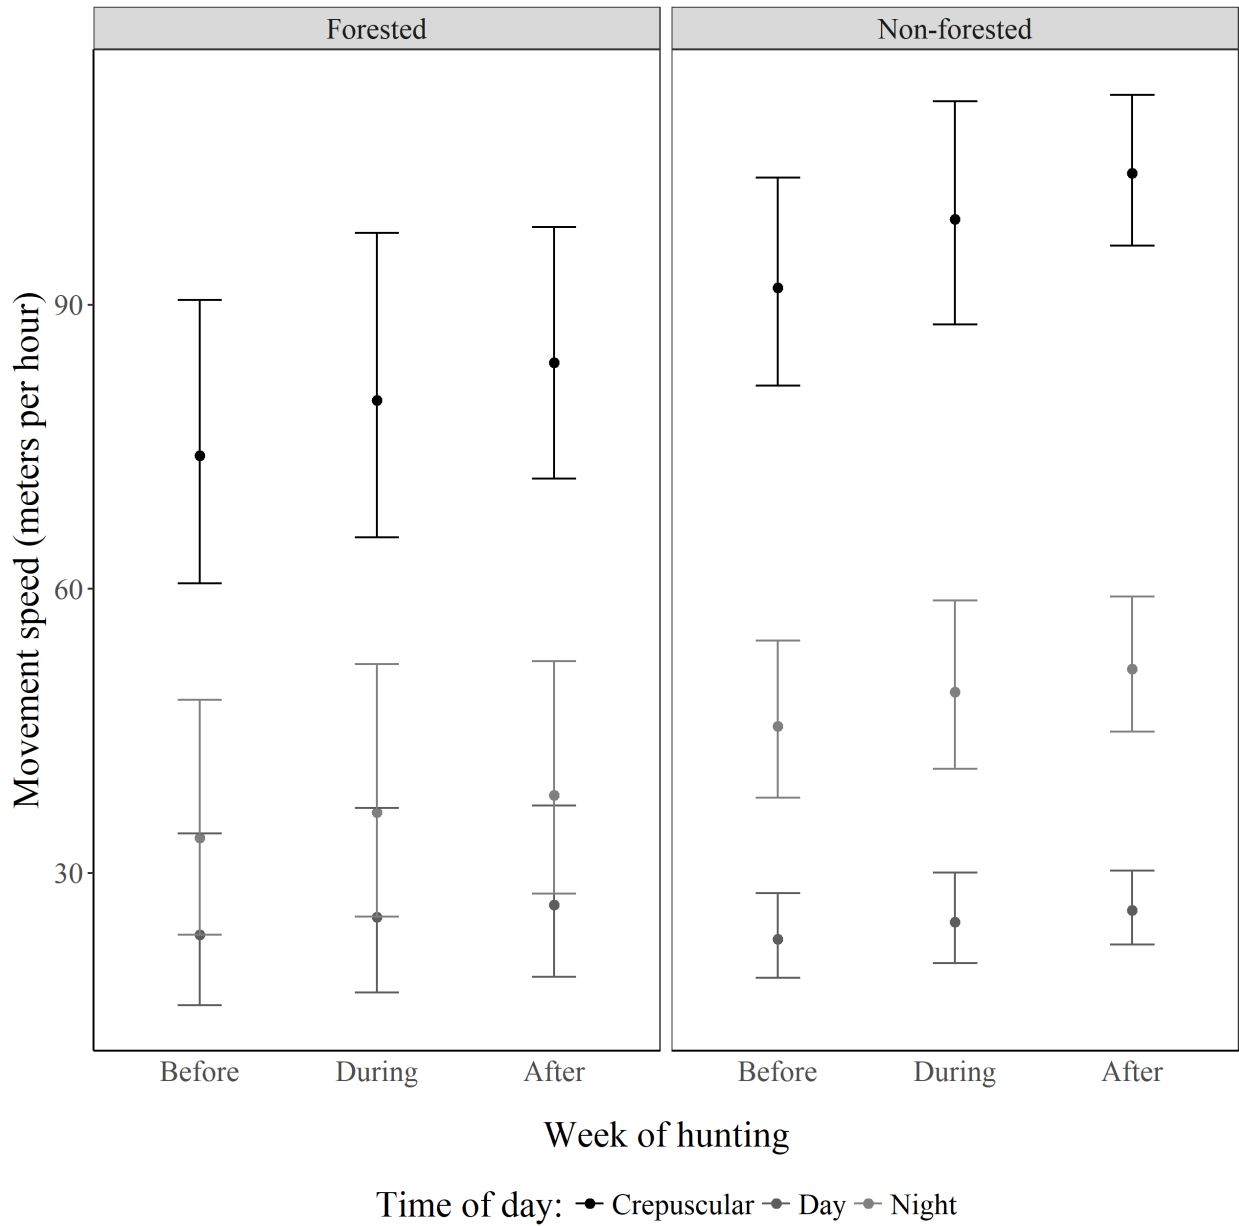 Forested
Non-forested
Movement speed (meters per hour)
90
60
30
Before During After
Before During After
Week of hunting
Time of day: Crepuscular Day Night